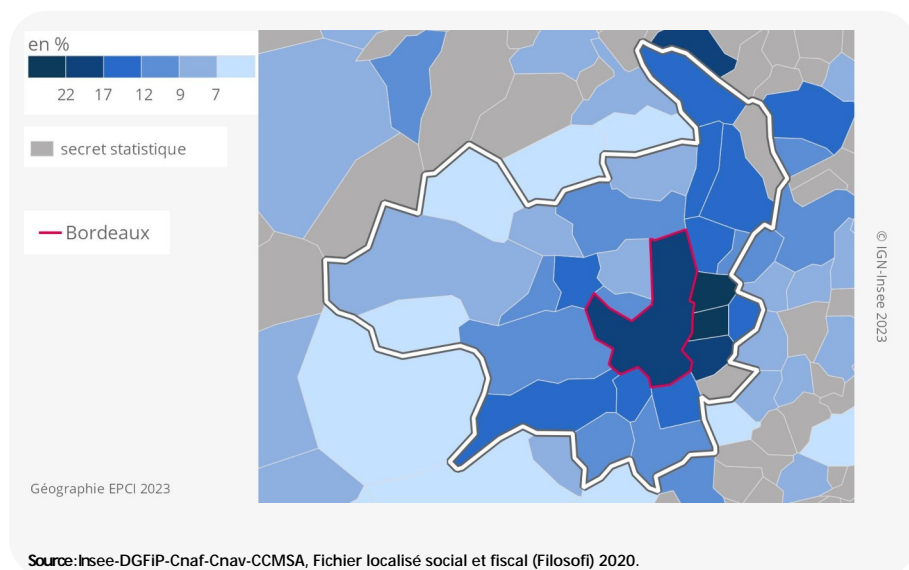 en %
22 17 12 9 7
secret statistique
Bordeaux
© IGN-Insee 2023
Géographie EPCI 2023
Source: Insee-DGFiP-Cnaf-Cnav-CCMSA, Fichier localisé social et fiscal (Filosofi) 2020.